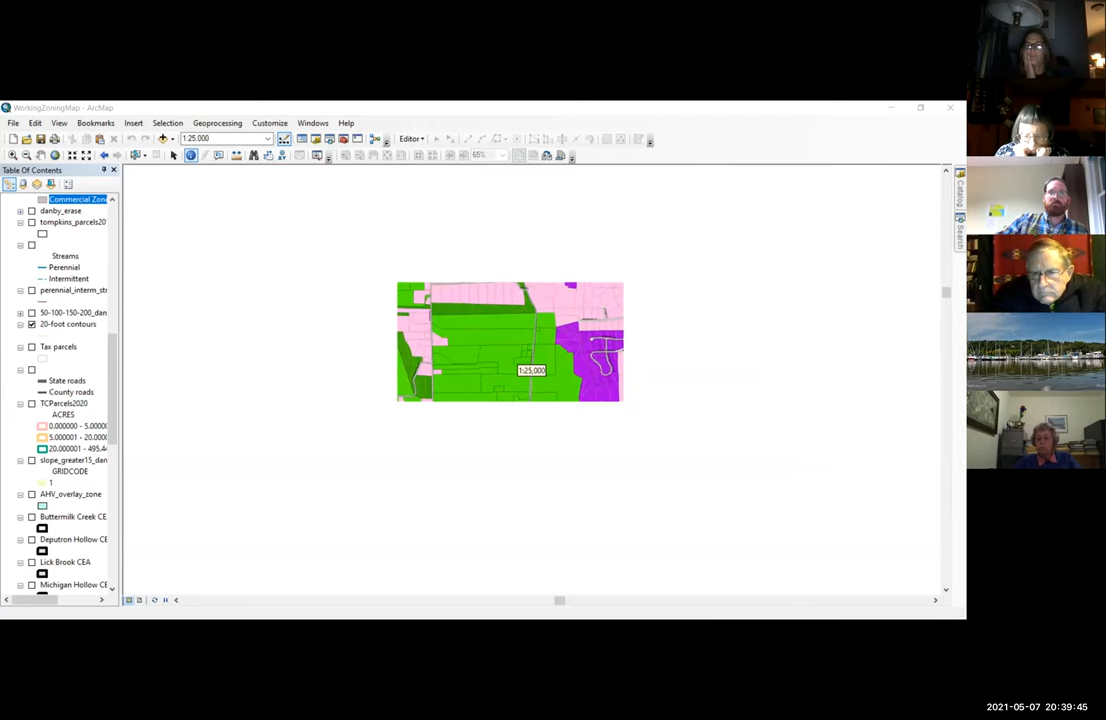 WorkingZoningMap - ArcMap
File Edit View Bookmarks Insert Selection Geoprocessing Customize Windows Help
1:25,000
Editor
65%
Table Of Contents
Commercial Zone
danby_erase
tompkins_parcels20
Streams
Perennial
Intermittent
perennial_interm_str
50-100-150-200_dan
20-foot contours
Tax parcels
State roads
County roads
TCParcels2020
ACRES
0.000000 - 5.0000
5.000001 - 20.000
20.000001 - 495.4
slope_greater15_dan
GRIDCODE
1
AHV_overlay_zone
Buttermilk Creek CE
Deputron Hollow CE
Lick Brook CEA
Michigan Hollow CE
1:25,000
Catalog
Search
2021-05-07 20:39:45